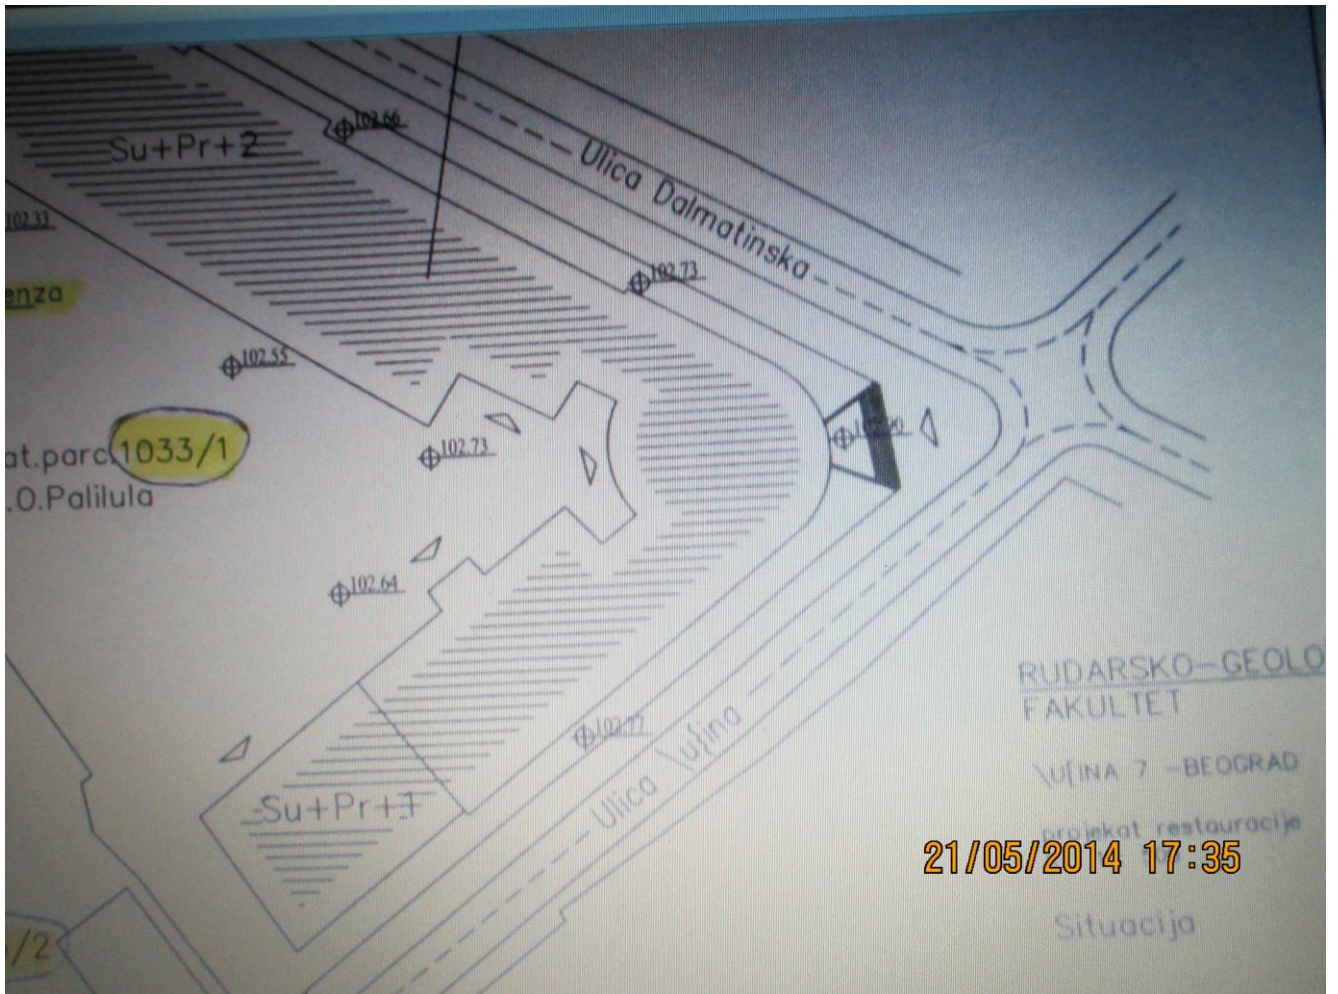 Su+Pr+2
102.66
Ulica Dalmatinska
102.33
102.73
enza
102.55
at.parc. 1033/1
102.73
.O.Palilula
102.64
RUDARSKO-GEOLO
FAKULTET
102.77
Ulica \u{ina
\U{INA 7 -BEOGRAD
Su+Pr+1
projekat restauracije
21/05/2014 17:35
Situacija
/2